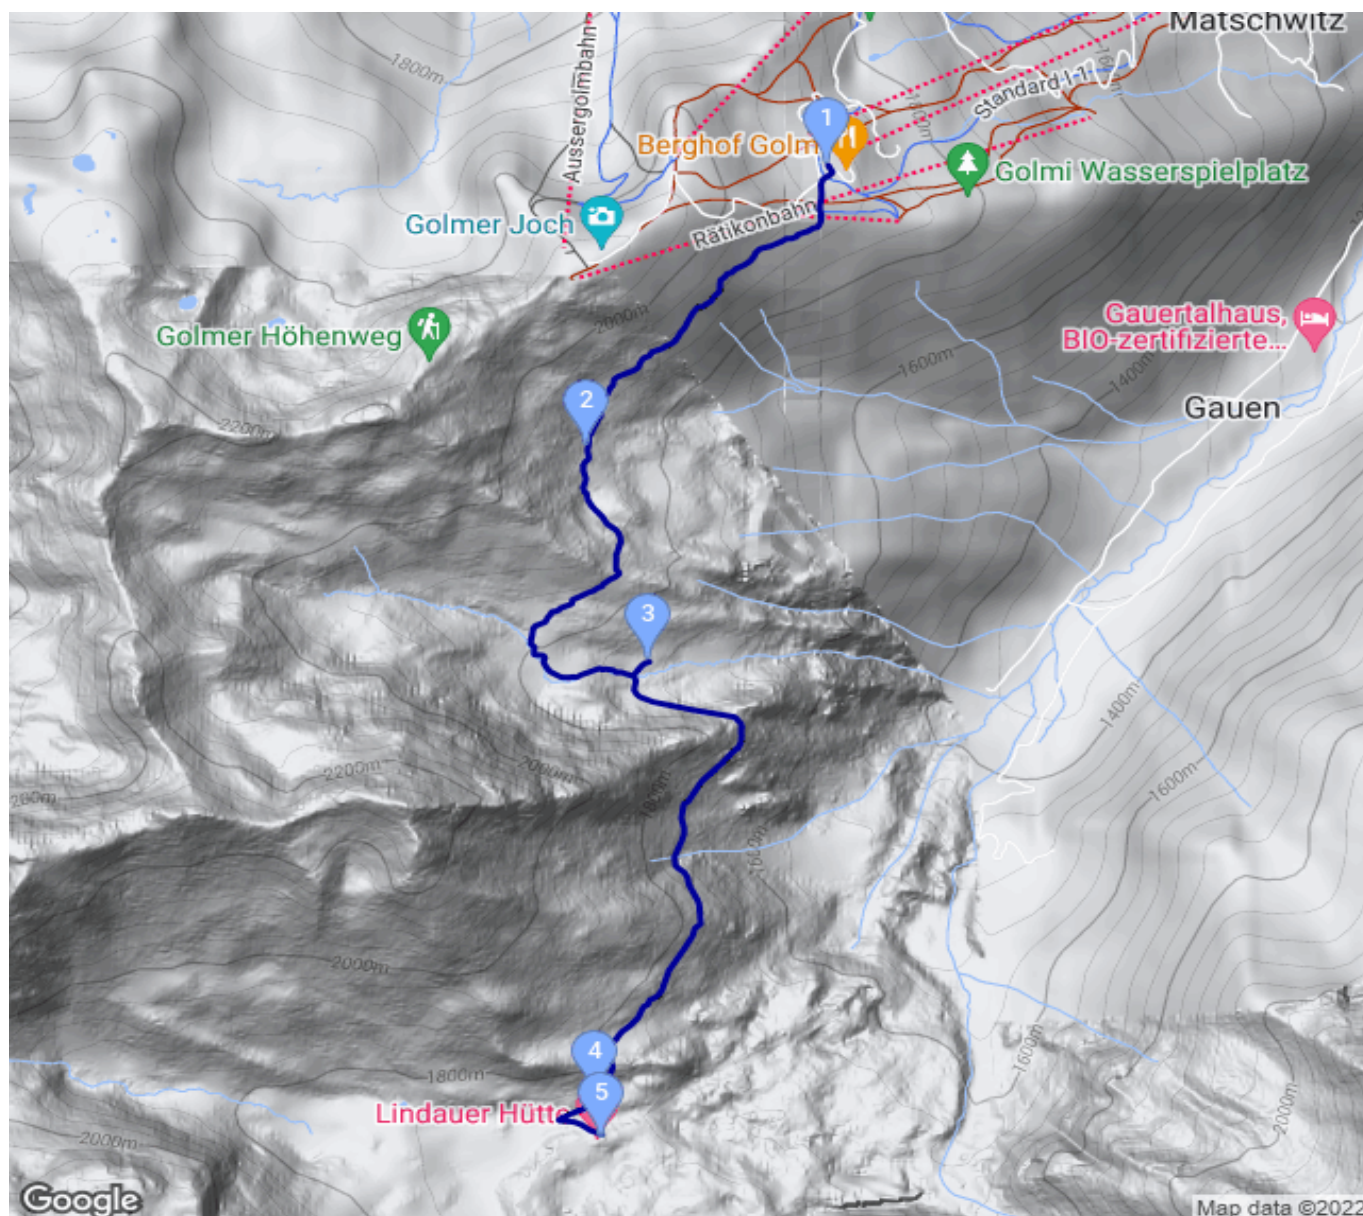 Matschwitz
1800m
Aussergolmbahn
1600m
1800m
Standard I-1
1
Berghof Golm
Golmi Wasserspielplatz
Golmer Joch
Rätikonbahn
2000m
Golmer Höhenweg
Gauertalhaus,
BIO-zertifizierte...
1600m
1400m
2
Gauen
2200m
3
1400m
2200m
2000m
1800m
1600m
1600m
2000m
4
1800m
1600m
5
Lindauer Hütte
2000m
2000m
Google
Map data ©2022